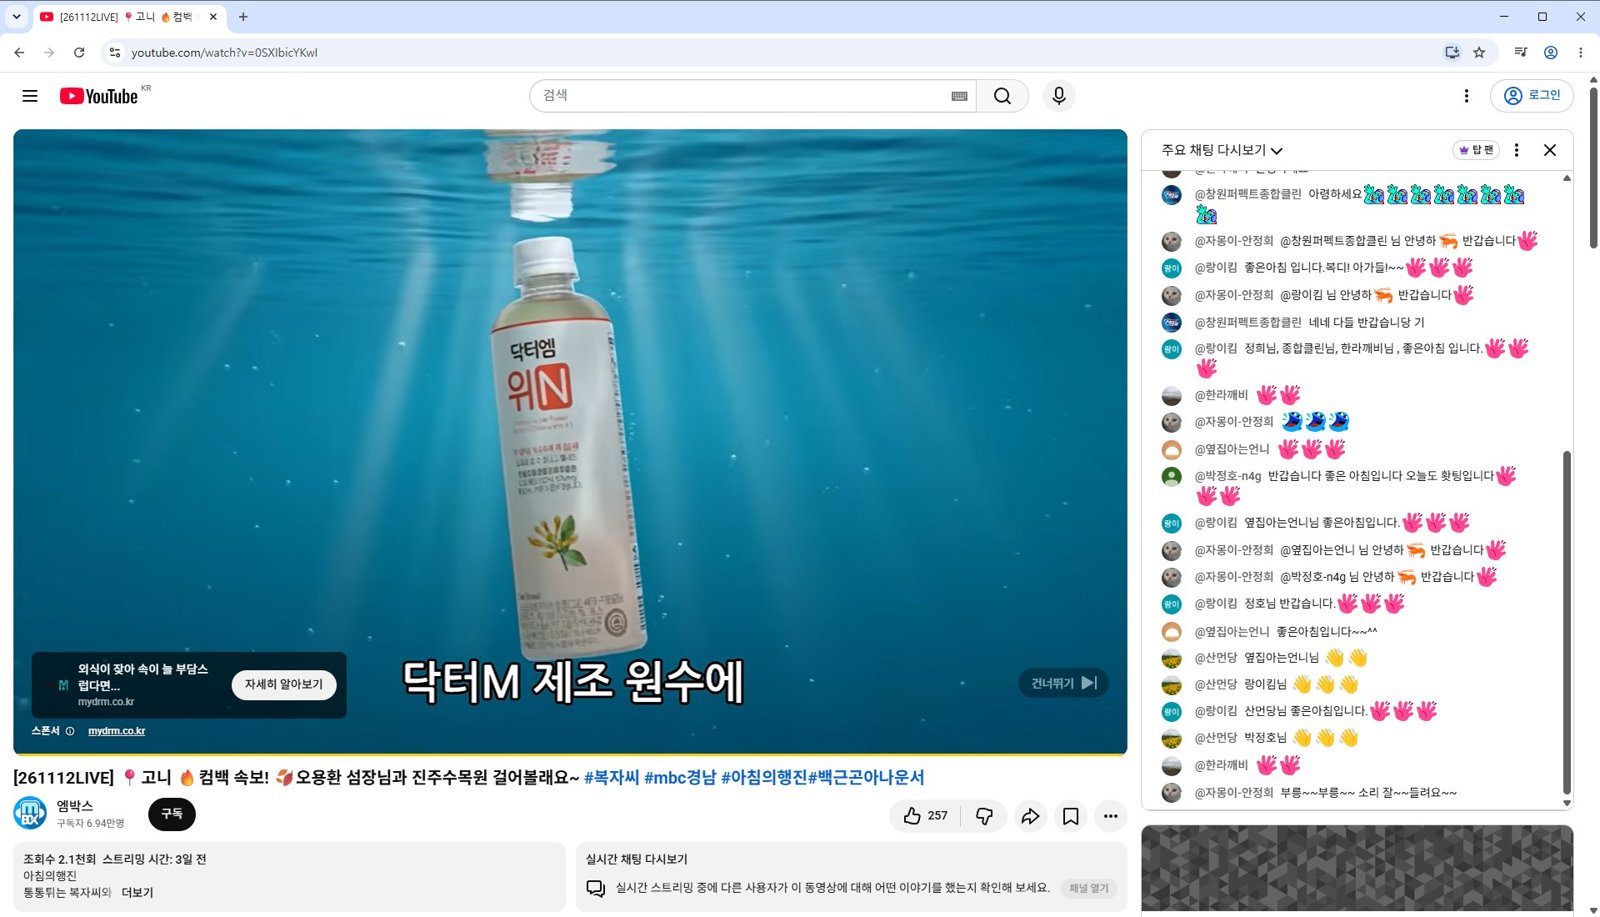 [261112LIVE] 📍고니 🔥컴백
youtube.com/watch?v=0SXIbicYKwI
YouTube KR
검색
로그인
닥터엠
위N
닥터M 제조 원수에
외식이 잦아 속이 늘 부담스
럽다면...
mydrm.co.kr
자세히 알아보기
건너뛰기
스폰서 mydrm.co.kr
[261112LIVE] 📍고니 🔥컴백 속보! 🍂오용환 섬장님과 진주수목원 걸어볼래요~ #복자씨 #mbc경남 #아침의행진#백근곤아나운서
엠박스
구독자 6.94만명
구독
257
조회수 2.1천회 스트리밍 시간: 3일 전
아침의행진
통통튀는 복자씨와 더보기
실시간 채팅 다시보기
실시간 스트리밍 중에 다른 사용자가 이 동영상에 대해 어떤 이야기를 했는지 확인해 보세요.
패널 열기
주요 채팅 다시보기
탑 팬
@창원퍼펙트종합클린 아령하세요
@자몽이-안정희 @창원퍼펙트종합클린 님 안녕하🦐 반갑습니다
@랑이킴 좋은아침 입니다.복디! 아가들!~~
@자몽이-안정희 @랑이킴 님 안녕하🦐 반갑습니다
@창원퍼펙트종합클린 네네 다들 반갑습니당 기
@랑이킴 정희님, 종합클린님, 한라깨비님 , 좋은아침 입니다.
@한라깨비
@자몽이-안정희
@옆집아는언니
@박정호-n4g 반갑습니다 좋은 아침입니다 오늘도 홧팅입니다
@랑이킴 옆집아는언니님 좋은아침입니다.
@자몽이-안정희 @옆집아는언니 님 안녕하🦐 반갑습니다
@자몽이-안정희 @박정호-n4g 님 안녕하🦐 반갑습니다
@랑이킴 정호님 반갑습니다.
@옆집아는언니 좋은아침입니다~~^^
@산먼당 옆집아는언니님 👋👋
@산먼당 랑이킴님 👋👋👋
@랑이킴 산먼당님 좋은아침입니다.
@산먼당 박정호님 👋👋👋
@한라깨비
@자몽이-안정희 부릉~~부릉~~ 소리 잘~~들려요~~